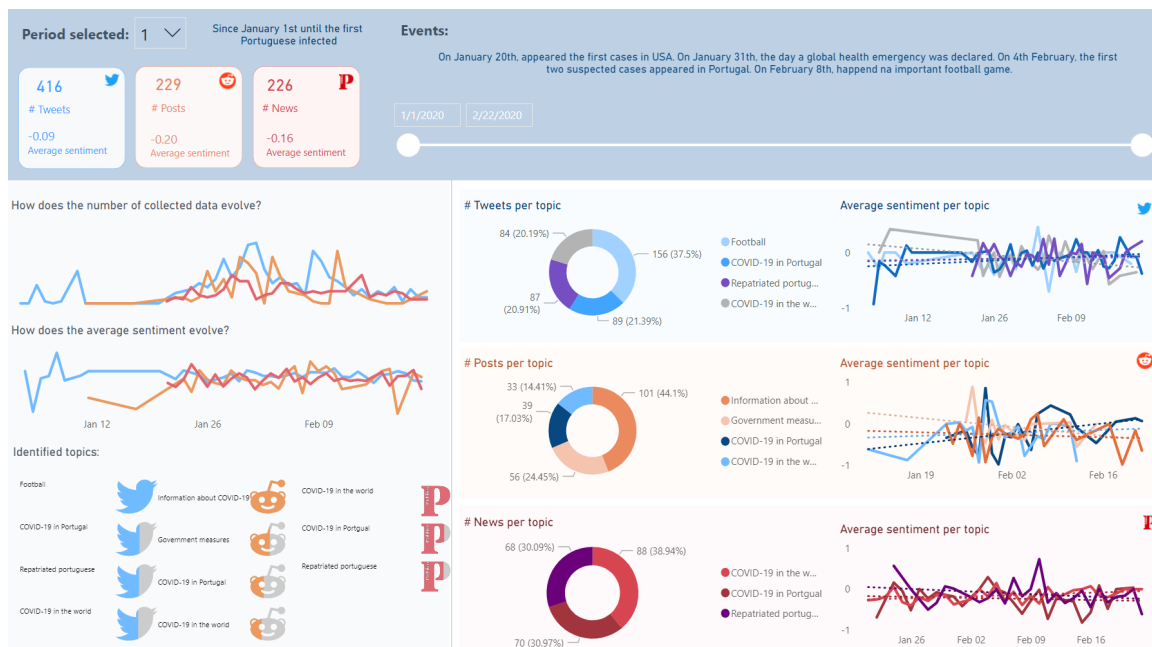 Period selected:
1
Since January 1st until the first
Portuguese infected
416
# Tweets
-0.09
Average sentiment
229
# Posts
-0.20
Average sentiment
226
# News
-0.16
Average sentiment
Events:
On January 20th, appeared the first cases in USA. On January 31th, the day a global health emergency was declared. On 4th February, the first
two suspected cases appeared in Portugal. On February 8th, happend na important football game.
1/1/2020
2/22/2020
How does the number of collected data evolve?
How does the average sentiment evolve?
Jan 12
Jan 26
Feb 09
Identified topics:
Football
COVID-19 in Portugal
Repatriated portuguese
COVID-19 in the world
Information about COVID-19
Government measures
COVID-19 in Portugal
COVID-19 in the world
COVID-19 in the world
COVID-19 in Portgual
Repatriated portuguese
# Tweets per topic
84 (20.19%)
156 (37.5%)
87
(20.91%)
89 (21.39%)
Football
COVID-19 in Portugal
Repatriated portug...
COVID-19 in the w...
Average sentiment per topic
0
-1
Jan 12
Jan 26
Feb 09
# Posts per topic
33 (14.41%)
101 (44.1%)
39
(17.03%)
56 (24.45%)
Information about ...
Government measu...
COVID-19 in Portugal
COVID-19 in the w...
Average sentiment per topic
1
0
-1
Jan 19
Feb 02
Feb 16
# News per topic
68 (30.09%)
88 (38.94%)
70 (30.97%)
COVID-19 in the w...
COVID-19 in Portgual
Repatriated portug...
Average sentiment per topic
1
0
-1
Jan 26
Feb 02
Feb 09
Feb 16